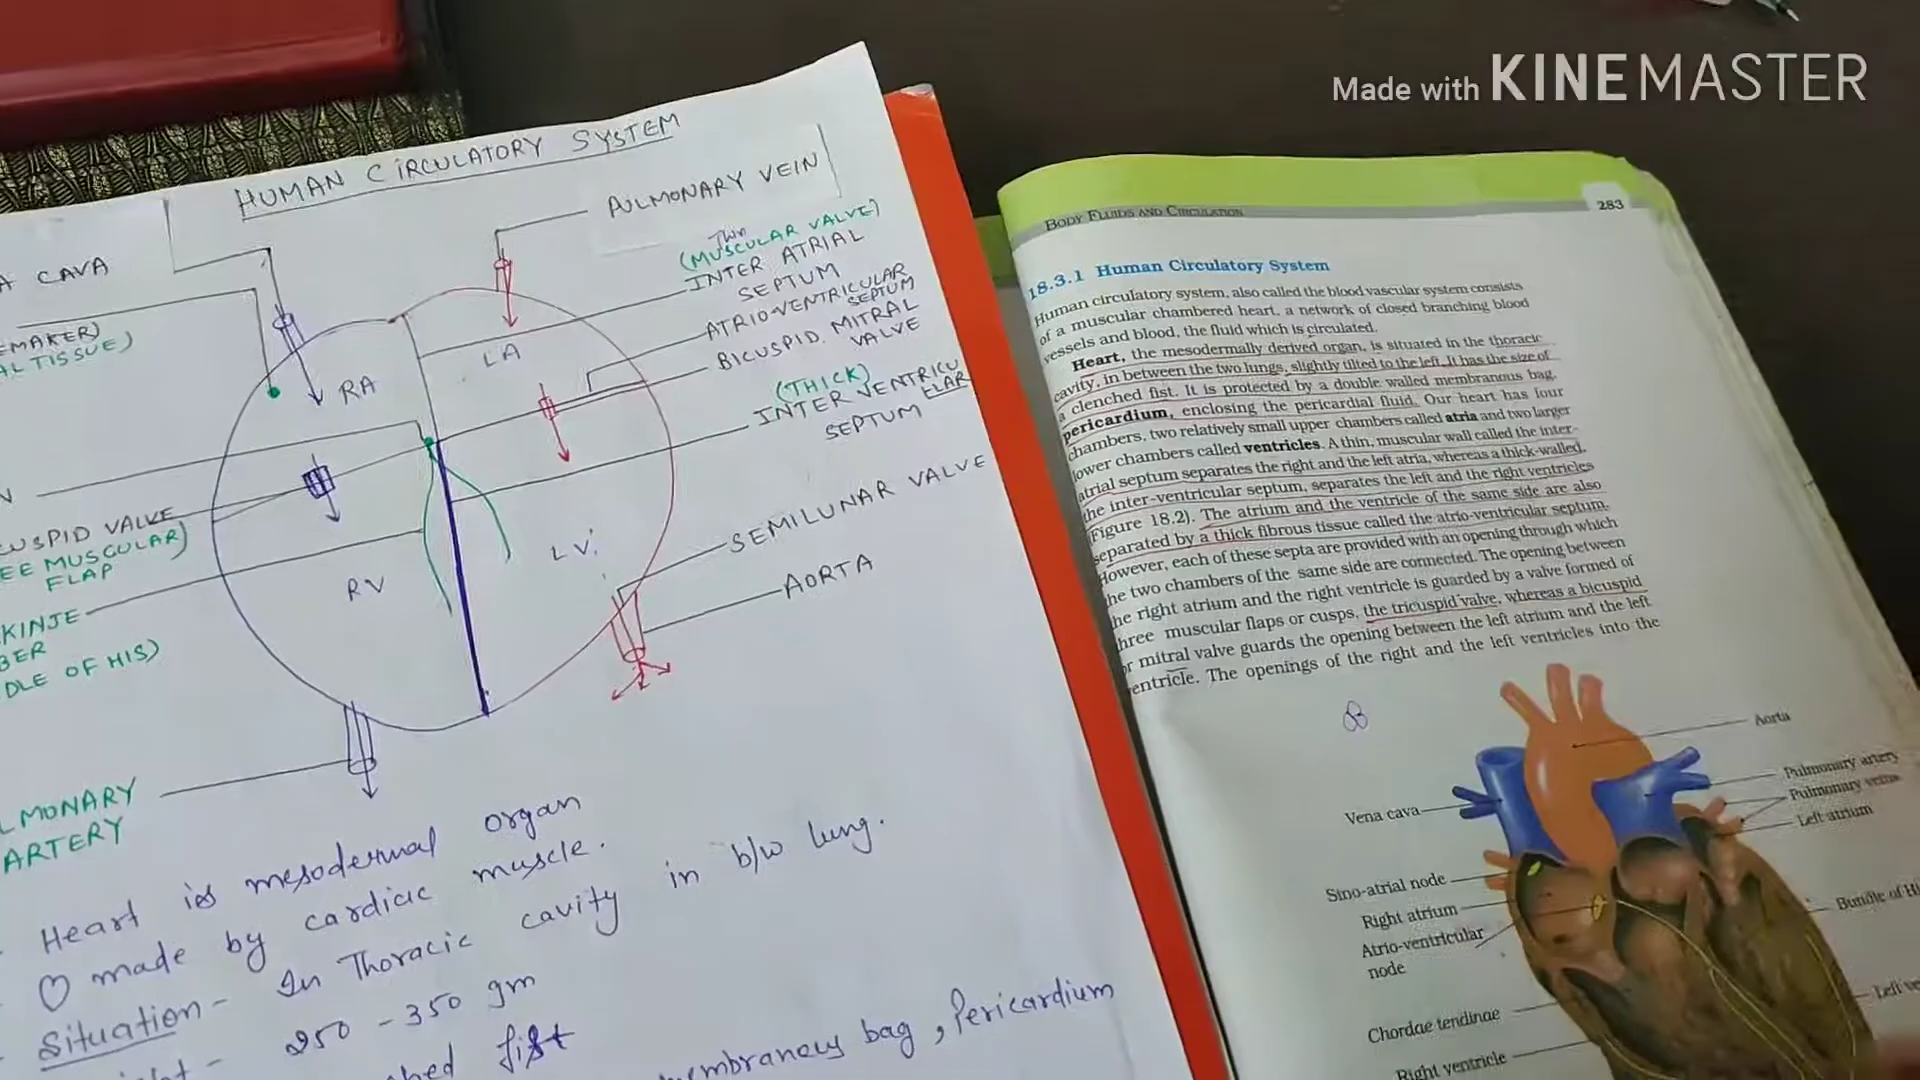 Made with KINEMASTER
HUMAN CIRCULATORY SYSTEM
PULMONARY VEIN
A CAVA
Thin
(MUSCULAR VALVE)
INTER ATRIAL
SEPTUM
ATRIO-VENTRICULAR
SEPTUM
BICUSPID. MITRAL
VALVE
(THICK)
INTER VENTRICU
LAR
SEPTUM
SEMILUNAR VALVE
AORTA
EMAKER)
AL TISSUE)
LA
RA
LV
RV
N
CUSPID VALVE
EE MUSCULAR)
FLAP
KINJE
BER
DLE OF HIS)
LMONARY
ARTERY
Heart is mesodermal organ
made by cardiac muscle.
Situation - In Thoracic cavity in b/w lung.
250 - 350 gm
hed fist
membranous bag, Pericardium
BODY FLUIDS AND CIRCULATION
283
18.3.1 Human Circulatory System
Human circulatory system, also called the blood vascular system consists
of a muscular chambered heart, a network of closed branching blood
vessels and blood, the fluid which is circulated.
Heart, the mesodermally derived organ, is situated in the thoracic
cavity, in between the two lungs, slightly tilted to the left. It has the size of
a clenched fist. It is protected by a double walled membranous bag,
pericardium, enclosing the pericardial fluid. Our heart has four
chambers, two relatively small upper chambers called atria and two larger
lower chambers called ventricles. A thin, muscular wall called the inter-
atrial septum separates the right and the left atria, whereas a thick-walled,
the inter-ventricular septum, separates the left and the right ventricles
(Figure 18.2). The atrium and the ventricle of the same side are also
separated by a thick fibrous tissue called the atrio-ventricular septum.
However, each of these septa are provided with an opening through which
he two chambers of the same side are connected. The opening between
he right atrium and the right ventricle is guarded by a valve formed of
hree muscular flaps or cusps, the tricuspid valve, whereas a bicuspid
or mitral valve guards the opening between the left atrium and the left
entricle. The openings of the right and the left ventricles into the
Aorta
Pulmonary artery
Pulmonary veins
Left atrium
Vena cava
Sino-atrial node
Right atrium
Atrio-ventricular
node
Bundle of Hi
Chordae tendinae
Left ve
Right ventricle